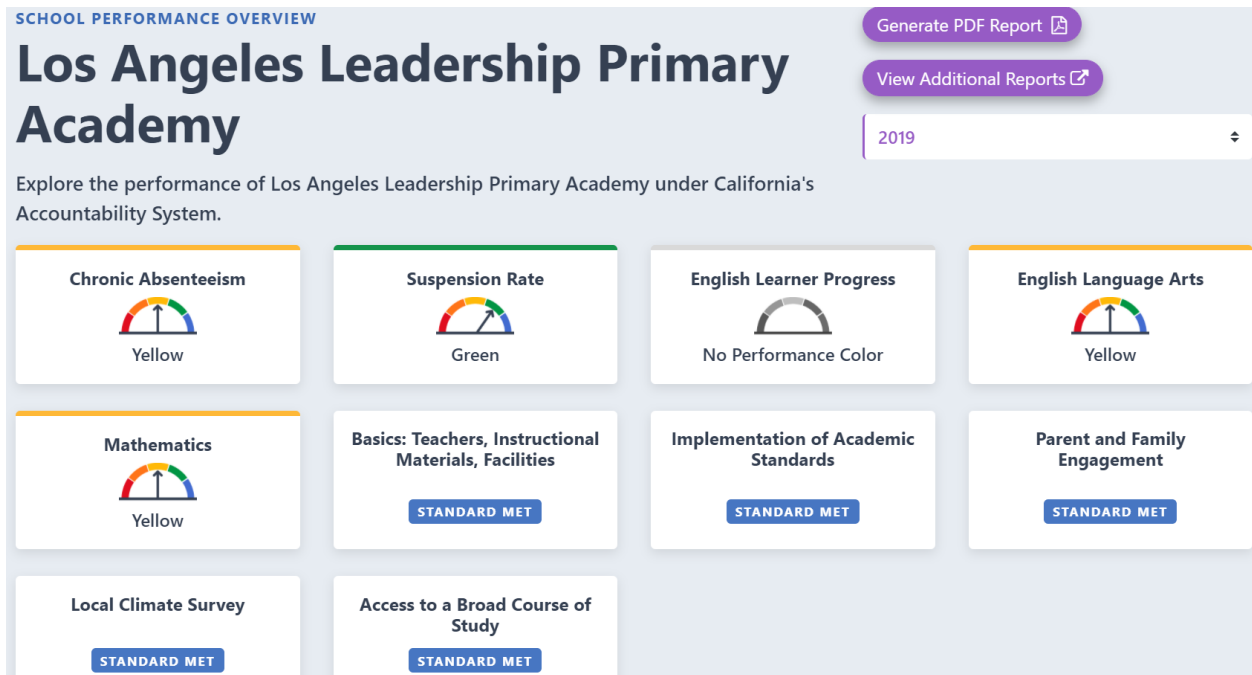 SCHOOL PERFORMANCE OVERVIEW
Los Angeles Leadership Primary
Academy
Generate PDF Report
View Additional Reports
2019
Explore the performance of Los Angeles Leadership Primary Academy under California's
Accountability System.
Chronic Absenteeism
Yellow
Suspension Rate
Green
English Learner Progress
No Performance Color
English Language Arts
Yellow
Mathematics
Yellow
Basics: Teachers, Instructional
Materials, Facilities
STANDARD MET
Implementation of Academic
Standards
STANDARD MET
Parent and Family
Engagement
STANDARD MET
Local Climate Survey
STANDARD MET
Access to a Broad Course of
Study
STANDARD MET